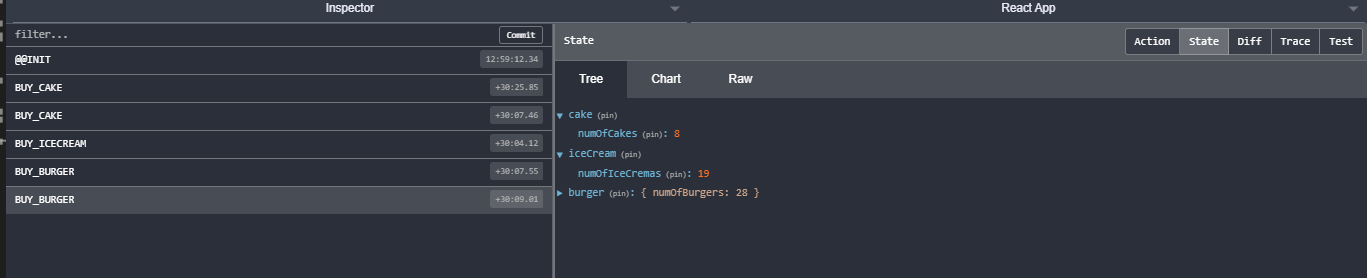 Inspector
React App
filter...
Commit
@@INIT
12:59:12.34
BUY_CAKE
+30:25.85
BUY_CAKE
+30:07.46
BUY_ICECREAM
+30:04.12
BUY_BURGER
+30:07.55
BUY_BURGER
+30:09.01
State
Action State Diff Trace Test
Tree Chart Raw
cake (pin)
numOfCakes (pin): 8
iceCream (pin)
numOfIceCremas (pin): 19
burger (pin): { numOfBurgers: 28 }